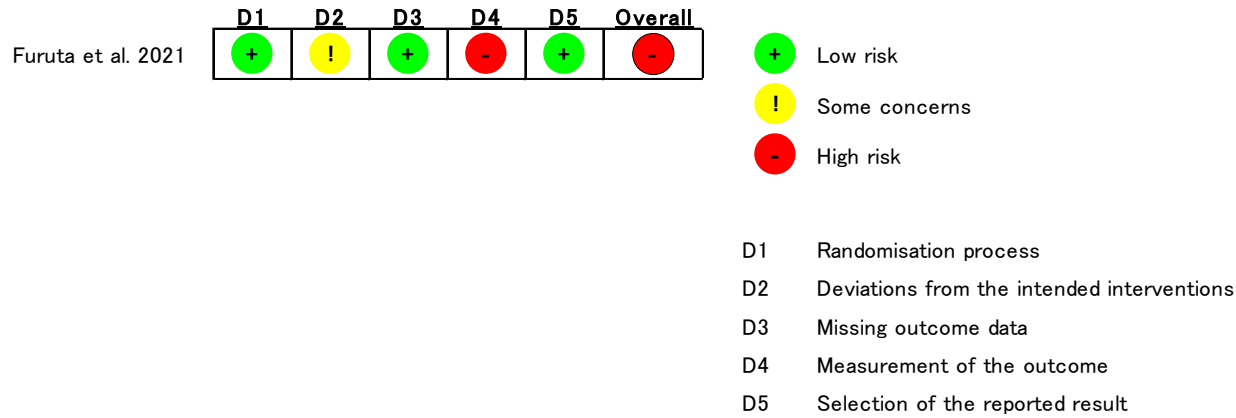 D1 D2 D3 D4 D5 Overall
Furuta et al. 2021 + ! + - + -
+ Low risk
! Some concerns
- High risk
D1 Randomisation process
D2 Deviations from the intended interventions
D3 Missing outcome data
D4 Measurement of the outcome
D5 Selection of the reported result